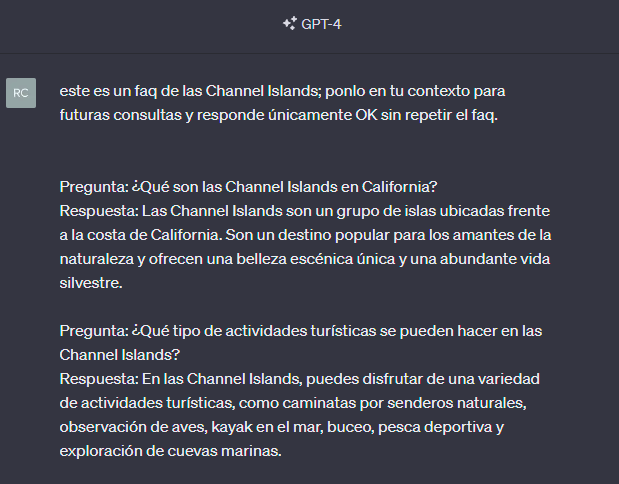 GPT-4
RC
este es un faq de las Channel Islands; ponlo en tu contexto para
futuras consultas y responde únicamente OK sin repetir el faq.
Pregunta: ¿Qué son las Channel Islands en California?
Respuesta: Las Channel Islands son un grupo de islas ubicadas frente
a la costa de California. Son un destino popular para los amantes de la
naturaleza y ofrecen una belleza escénica única y una abundante vida
silvestre.
Pregunta: ¿Qué tipo de actividades turísticas se pueden hacer en las
Channel Islands?
Respuesta: En las Channel Islands, puedes disfrutar de una variedad
de actividades turísticas, como caminatas por senderos naturales,
observación de aves, kayak en el mar, buceo, pesca deportiva y
exploración de cuevas marinas.